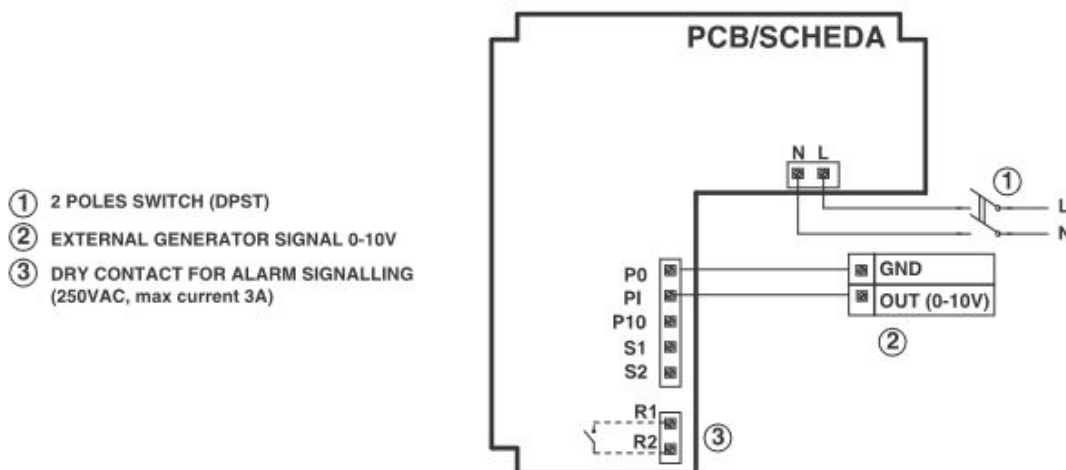 PCB/SCHEDA
N L
1
L
N
1 2 POLES SWITCH (DPST)
2 EXTERNAL GENERATOR SIGNAL 0-10V
3 DRY CONTACT FOR ALARM SIGNALLING
(250VAC, max current 3A)
P0
GND
PI
OUT (0-10V)
P10
2
S1
S2
R1
R2
3